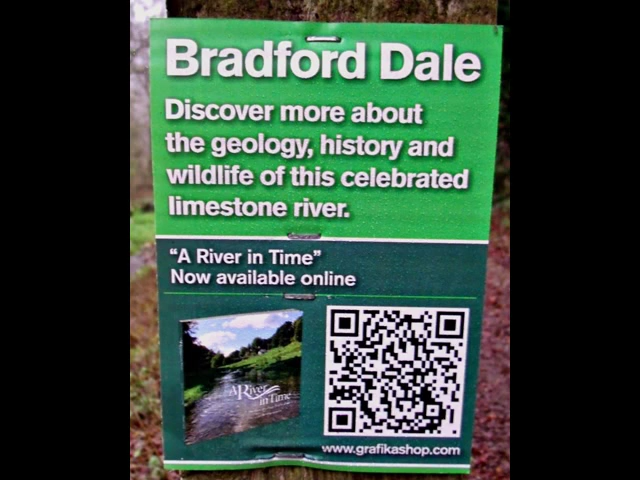 Bradford Dale
Discover more about
the geology, history and
wildlife of this celebrated
limestone river.
“A River in Time”
Now available online
A River
in Time
www.grafikashop.com